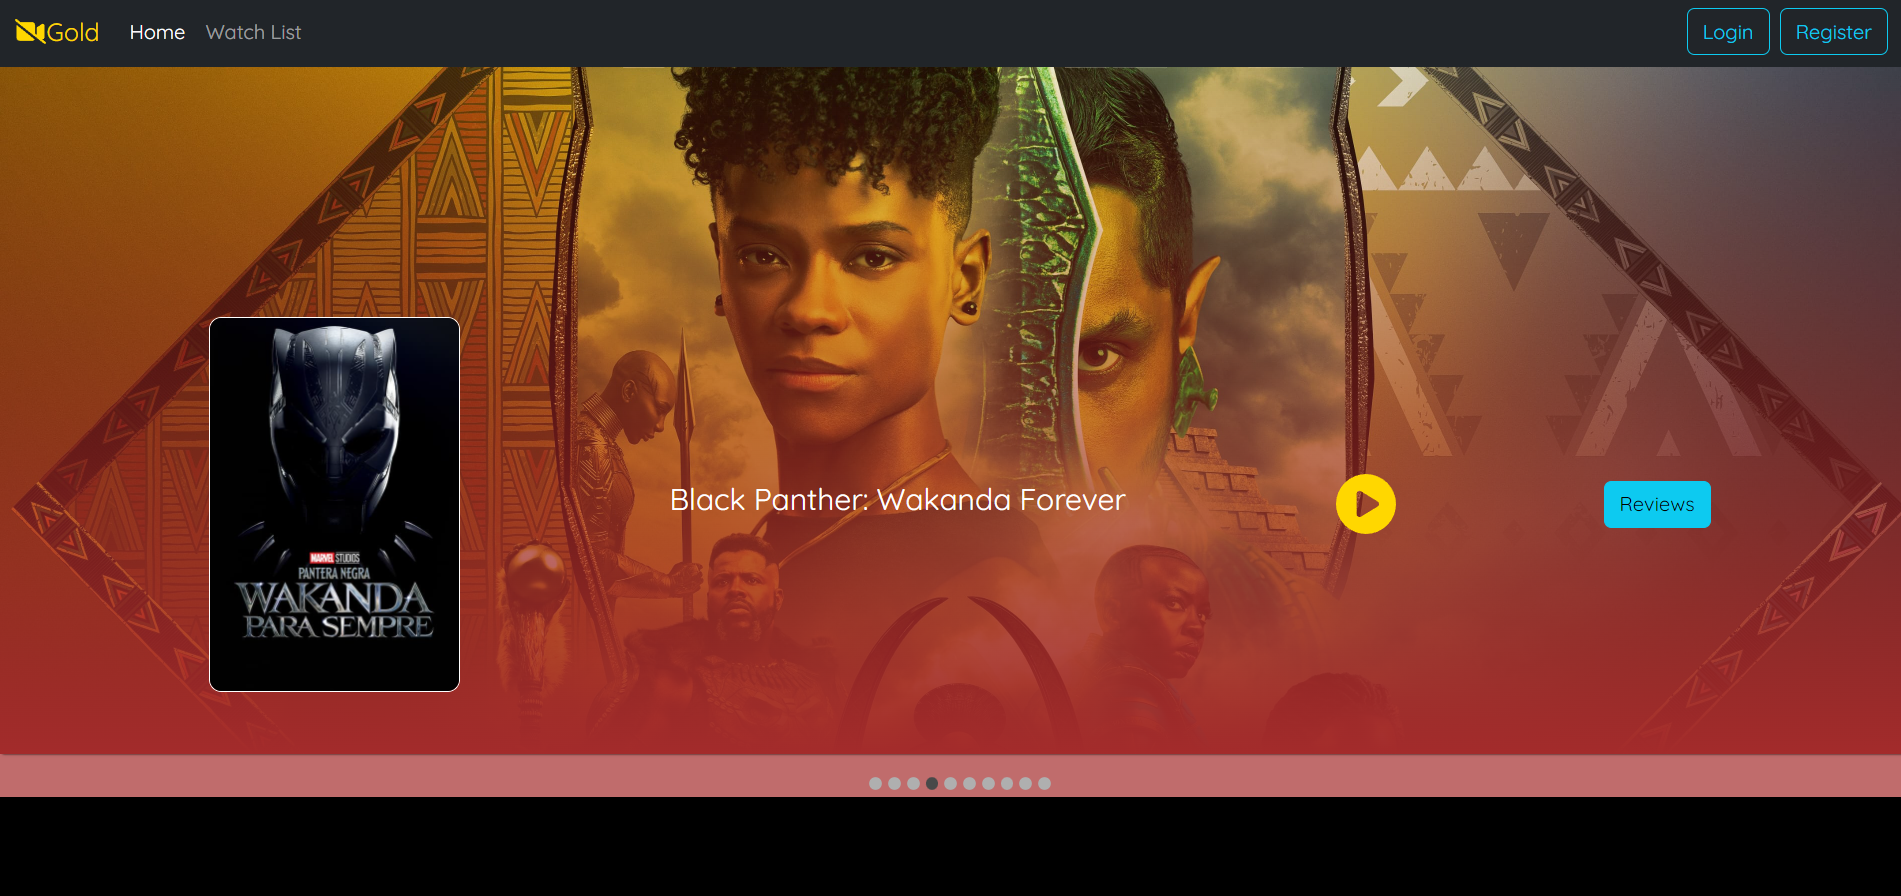 Gold
Home
Watch List
Login
Register
MARVEL STUDIOS
PANTERA NEGRA
WAKANDA
PARA SEMPRE
Black Panther: Wakanda Forever
Reviews